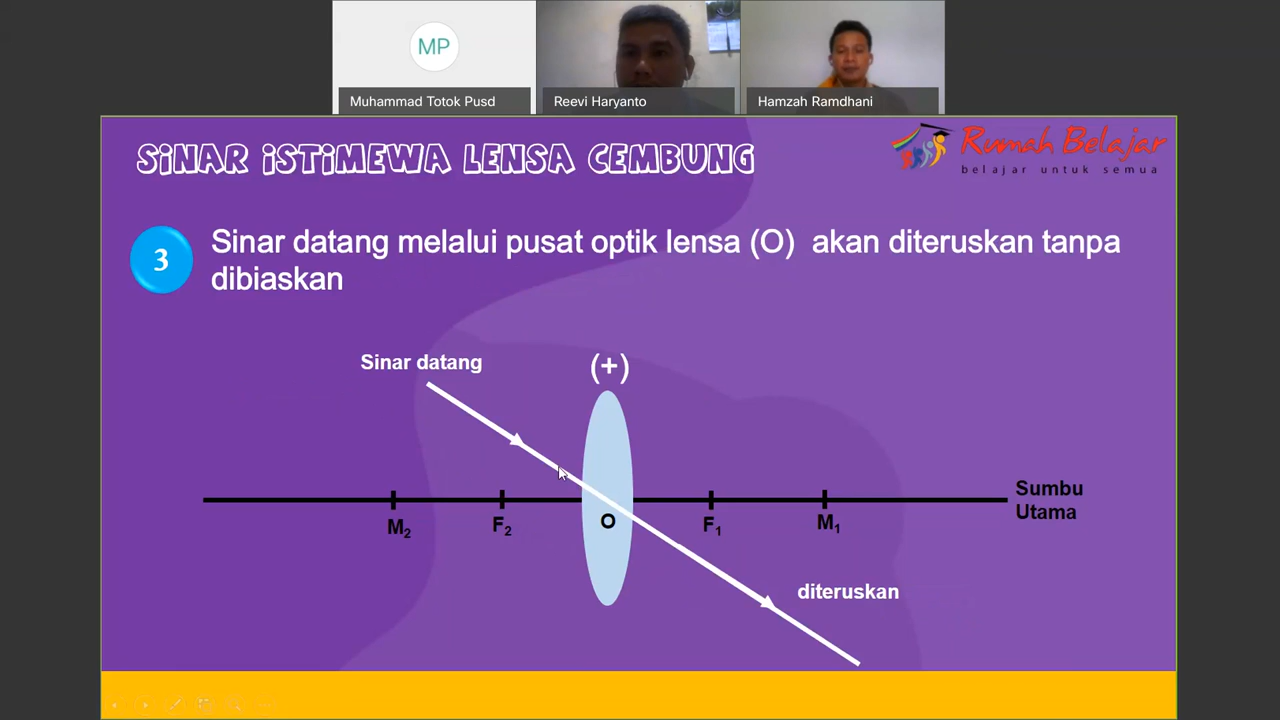 MP
Muhammad Totok Pusd
Reevi Haryanto
Hamzah Ramdhani
SiNAR iSTiMEWA LENSA CEMBUNG
Rumah Belajar
belajar untuk semua
3
Sinar datang melalui pusat optik lensa (O) akan diteruskan tanpa
dibiaskan
Sinar datang
(+)
Sumbu
Utama
M₂
F₂
O
F₁
M₁
diteruskan